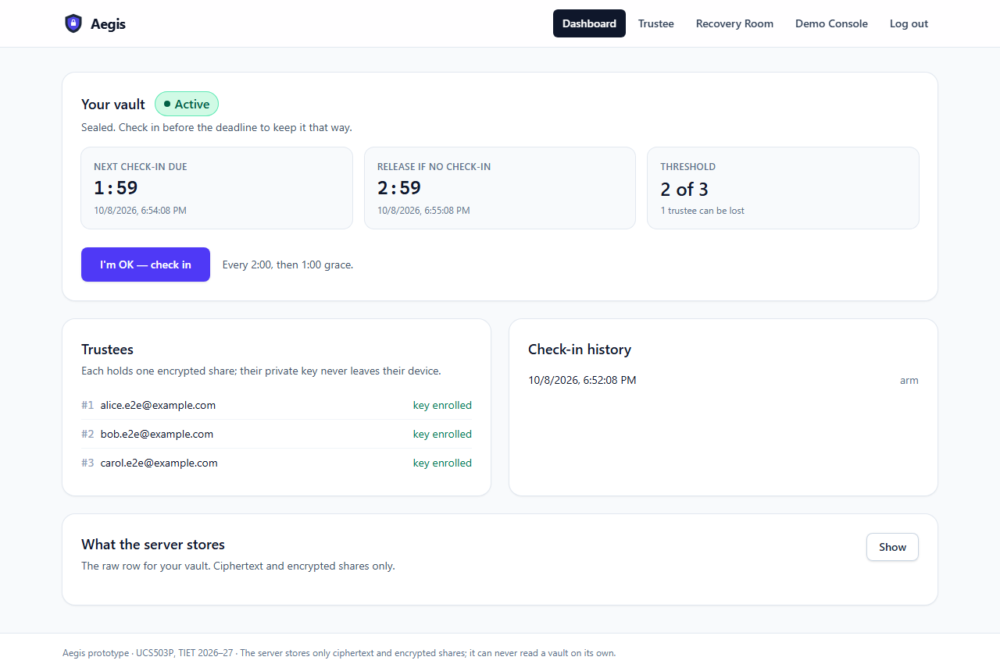 Aegis
Dashboard
Trustee
Recovery Room
Demo Console
Log out
Your vault
Active
Sealed. Check in before the deadline to keep it that way.
NEXT CHECK-IN DUE
1:59
10/8/2026, 6:54:08 PM
RELEASE IF NO CHECK-IN
2:59
10/8/2026, 6:55:08 PM
THRESHOLD
2 of 3
1 trustee can be lost
I'm OK — check in
Every 2:00, then 1:00 grace.
Trustees
Each holds one encrypted share; their private key never leaves their device.
#1 alice.e2e@example.com key enrolled
#2 bob.e2e@example.com key enrolled
#3 carol.e2e@example.com key enrolled
Check-in history
10/8/2026, 6:52:08 PM arm
What the server stores
The raw row for your vault. Ciphertext and encrypted shares only.
Show
Aegis prototype · UCS503P, TIET 2026–27 · The server stores only ciphertext and encrypted shares; it can never read a vault on its own.